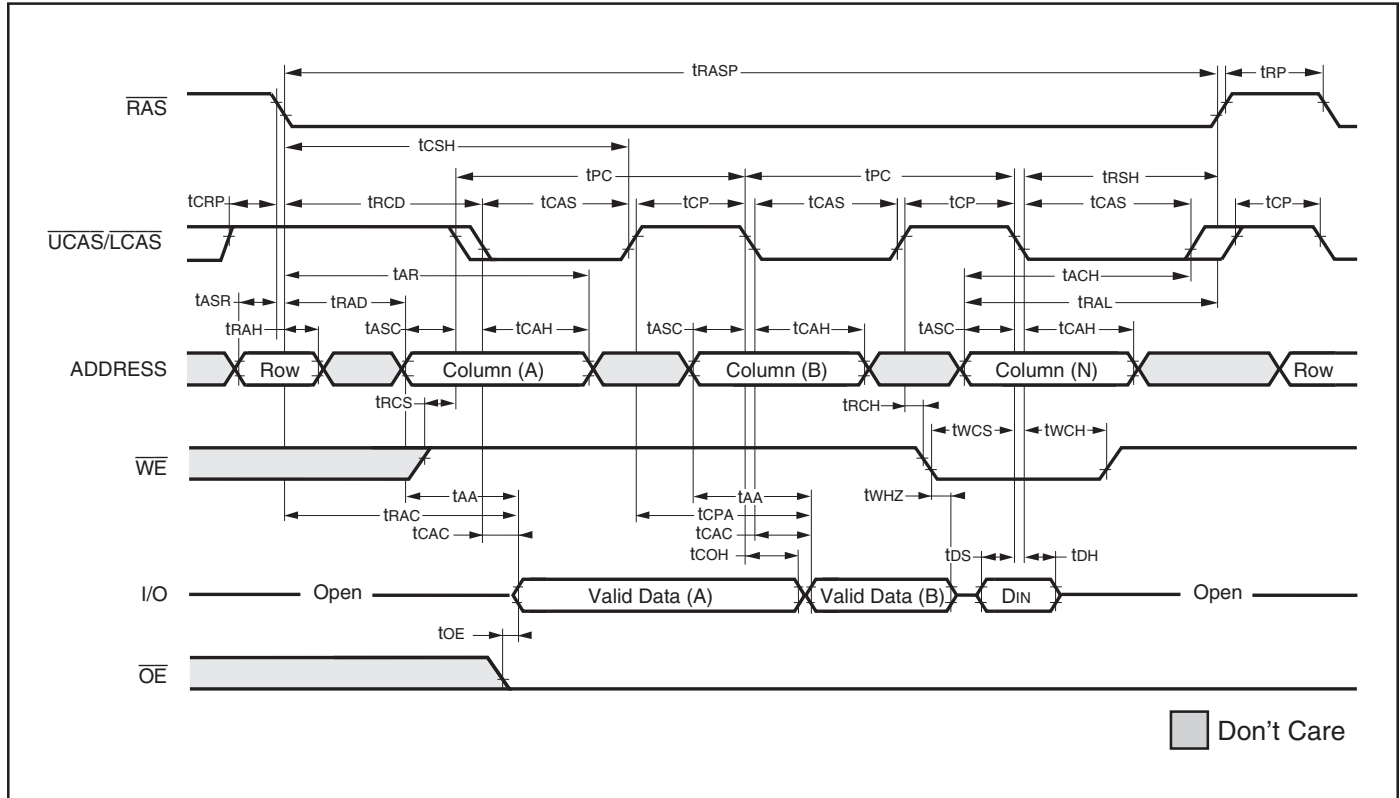 tRASP tRP
RAS
tCSH
tPC tPC tRSH
tCRP tRCD tCAS tCP tCAS tCP tCAS tCP
UCAS/LCAS
tAR tACH
tASR tRAD tRAL
tRAH tASC tCAH tASC tCAH tASC tCAH
ADDRESS Row Column (A) Column (B) Column (N) Row
tRCS tRCH
tWCS tWCH
WE
tAA tAA tWHZ
tRAC tCPA
tCAC tCAC
tCOH tDS tDH
I/O Open Valid Data (A) Valid Data (B) DIN Open
tOE
OE
Don't Care